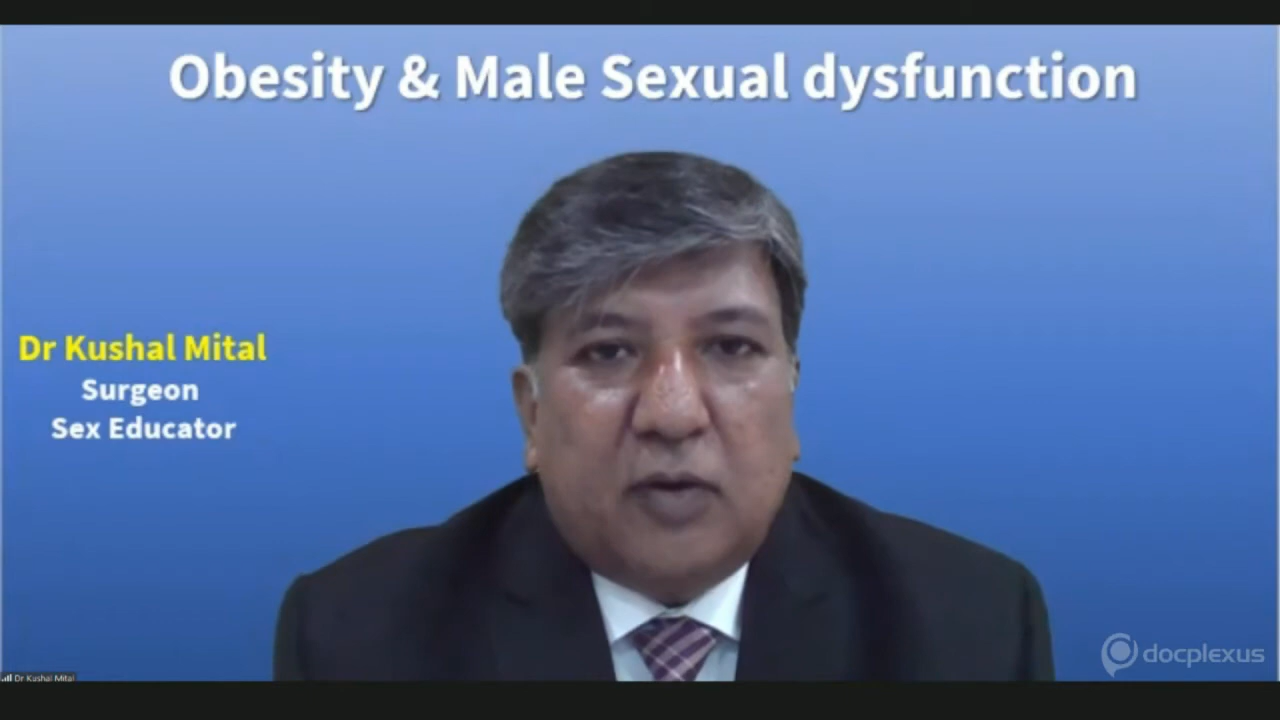 Obesity & Male Sexual dysfunction
Dr Kushal Mital
Surgeon
Sex Educator
docplexus
Dr Kushal Mital